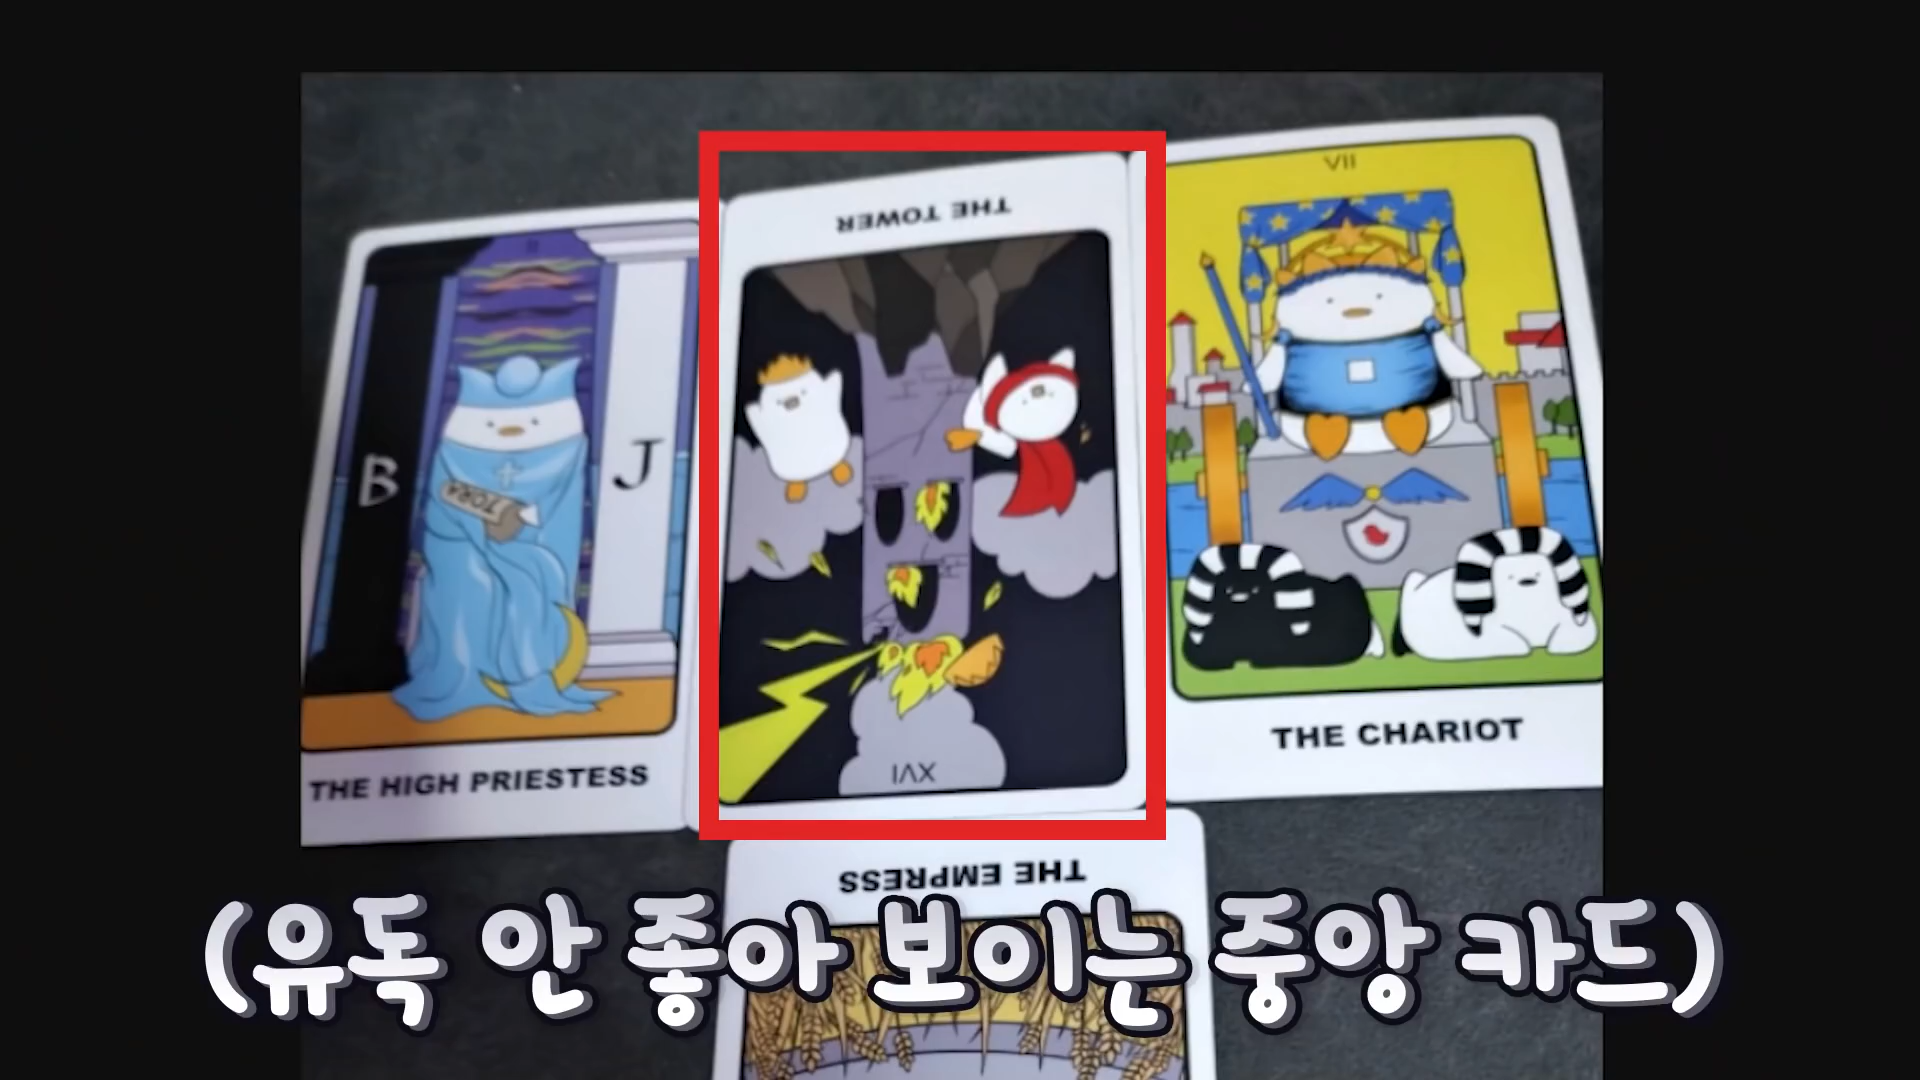 VII
THE TOWER
II
B
J
TORA
XVI
THE CHARIOT
THE HIGH PRIESTESS
THE EMPRESS
(유독 안 좋아 보이는 중앙 카드)